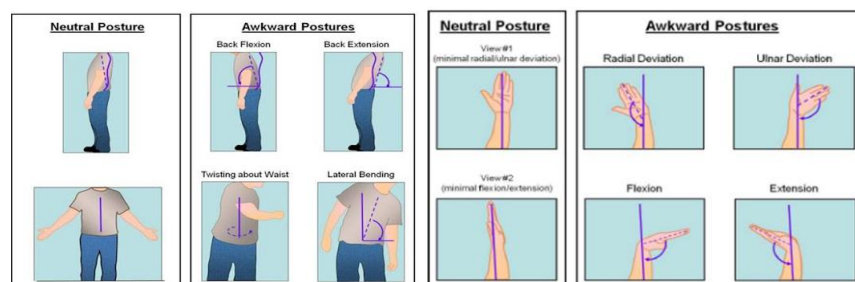 Neutral Posture
Awkward Postures
Back Flexion
Back Extension
Twisting about Waist
Lateral Bending
Neutral Posture
View #1
(minimal radial/ulnar deviation)
View #2
(minimal flexion/extension)
Awkward Postures
Radial Deviation
Ulnar Deviation
Flexion
Extension